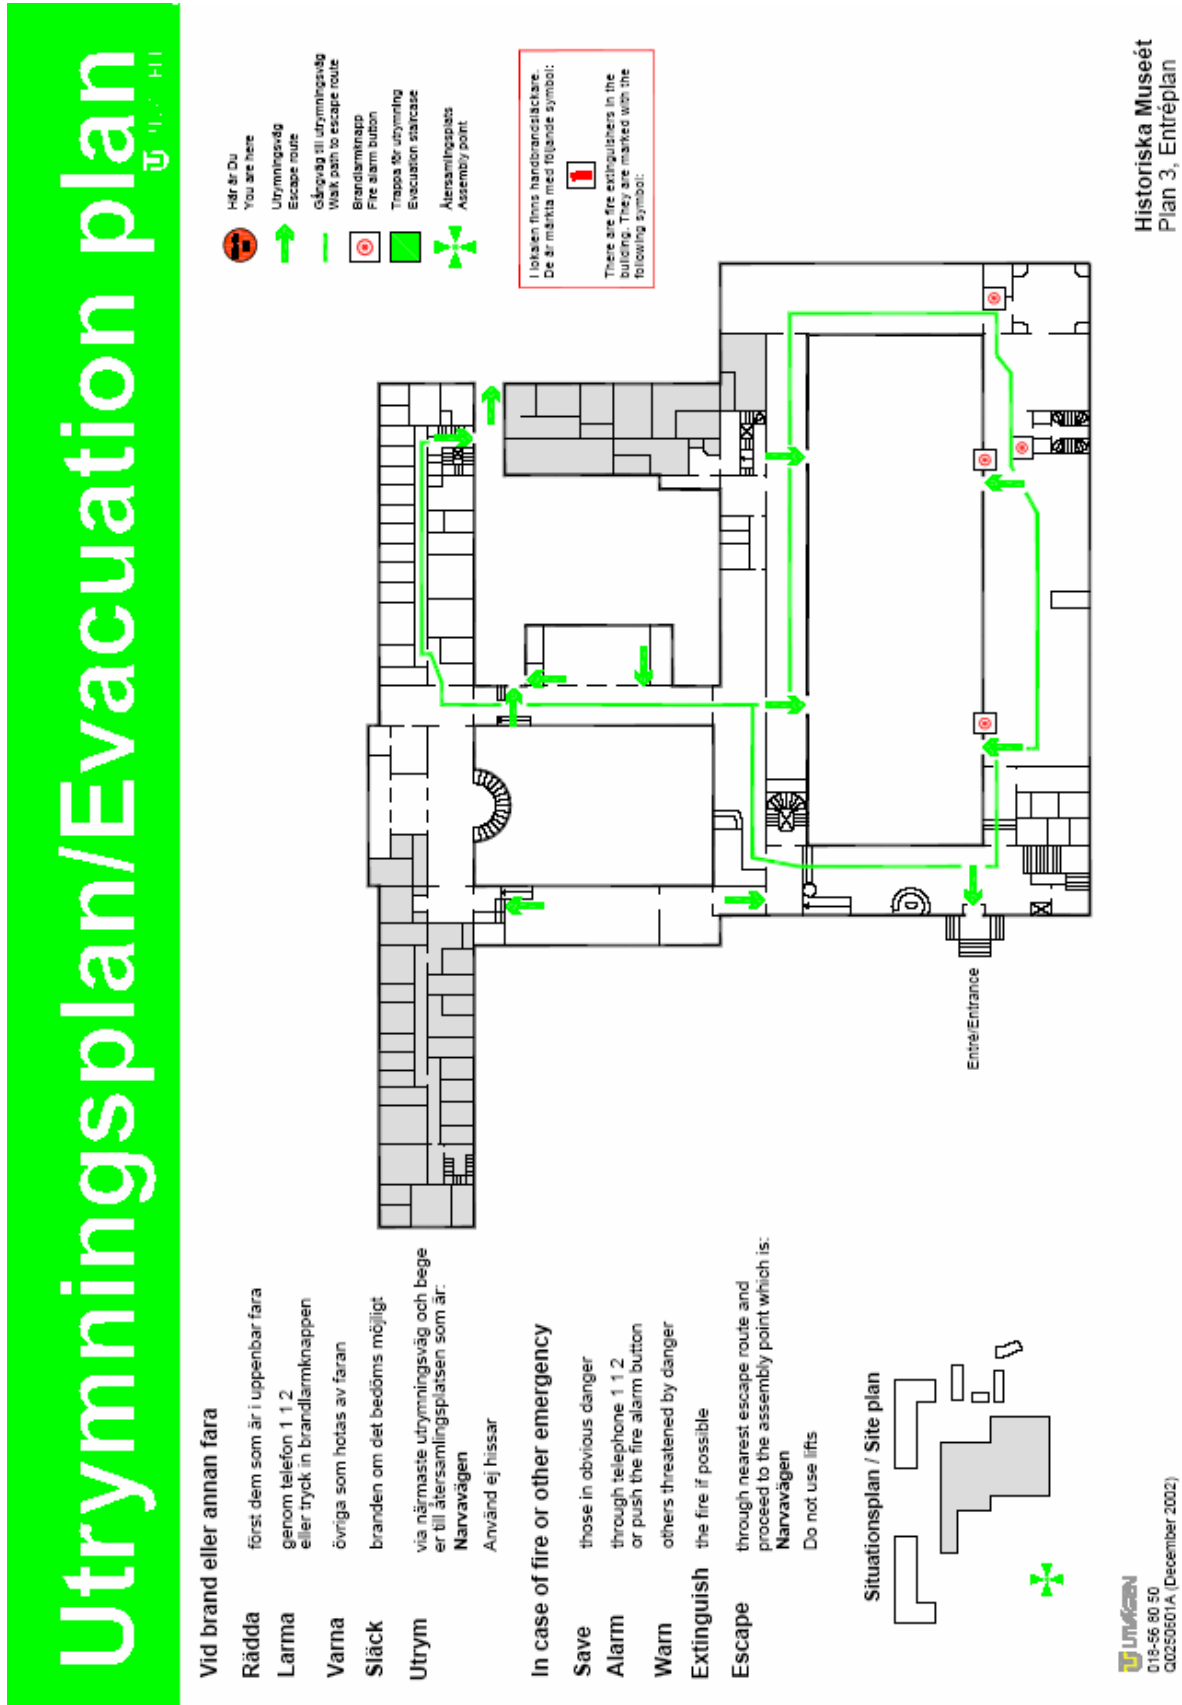 Utrymningsplan/Evacuation plan
Vid brand eller annan fara
Rädda först dem som är i uppenbar fara
Larma genom telefon 1 1 2
eller tryck in brandlarmknappen
Varna övriga som hotas av faran
Släck branden om det bedöms möjligt
Utrym via närmaste utrymningsväg och bege
er till återsamlingsplatsen som är:
Narvavägen
Använd ej hissar
In case of fire or other emergency
Save those in obvious danger
Alarm through telephone 1 1 2
or push the fire alarm button
Warn others threatened by danger
Extinguish the fire if possible
Escape through nearest escape route and
proceed to the assembly point which is:
Narvavägen
Do not use lifts
Situationsplan / Site plan
UTVÄGEN
018-56 80 50
Q0250601A (December 2002)
Entré/Entrance
Här är Du
You are here
Utrymningsväg
Escape route
Gångväg till utrymningsväg
Walk path to escape route
Brandlarmknapp
Fire alarm button
Trappa för utrymning
Evacuation staircase
Återsamlingsplats
Assembly point
I lokalen finns handbrandsläckare.
De är märkta med följande symbol:
There are fire extinguishers in the
building. They are marked with the
following symbol:
Historiska Museét
Plan 3, Entréplan